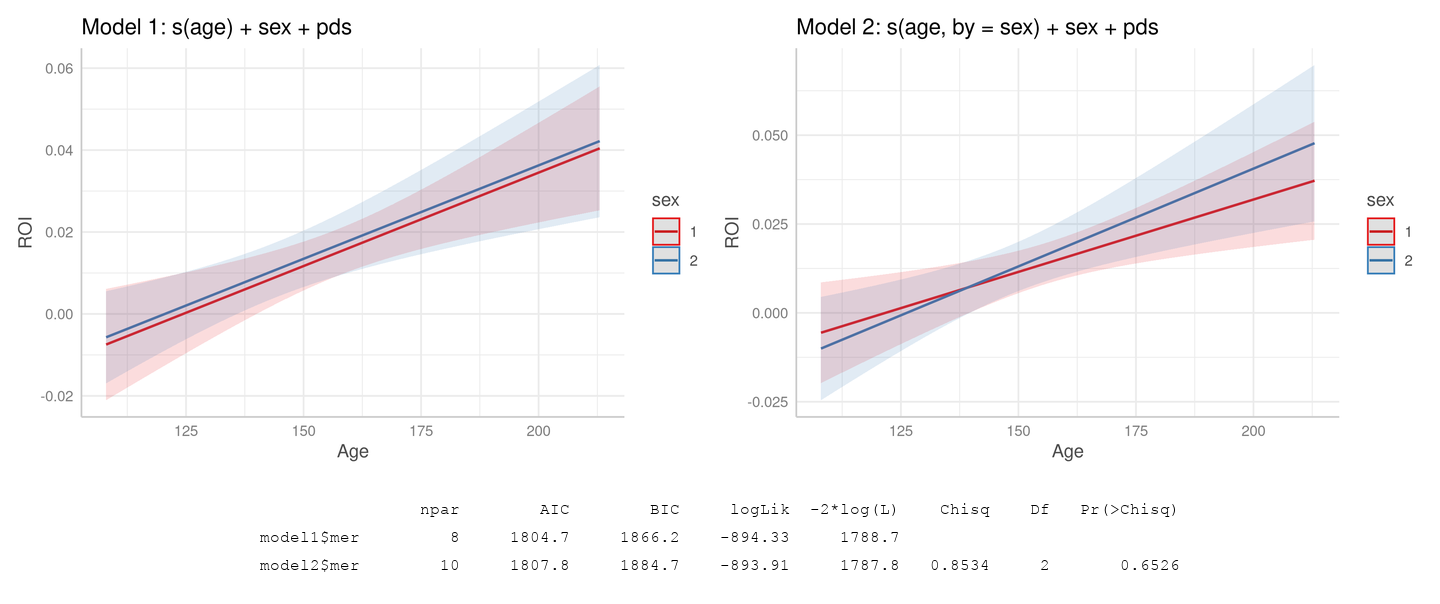 Model 1: s(age) + sex + pds
0.06
0.04
0.02
0.00
-0.02
ROI
125 150 175 200
Age
sex
1
2
Model 2: s(age, by = sex) + sex + pds
0.050
0.025
0.000
-0.025
ROI
125 150 175 200
Age
sex
1
2
npar AIC BIC logLik -2*log(L) Chisq Df Pr(>Chisq)
model1$mer 8 1804.7 1866.2 -894.33 1788.7
model2$mer 10 1807.8 1884.7 -893.91 1787.8 0.8534 2 0.6526